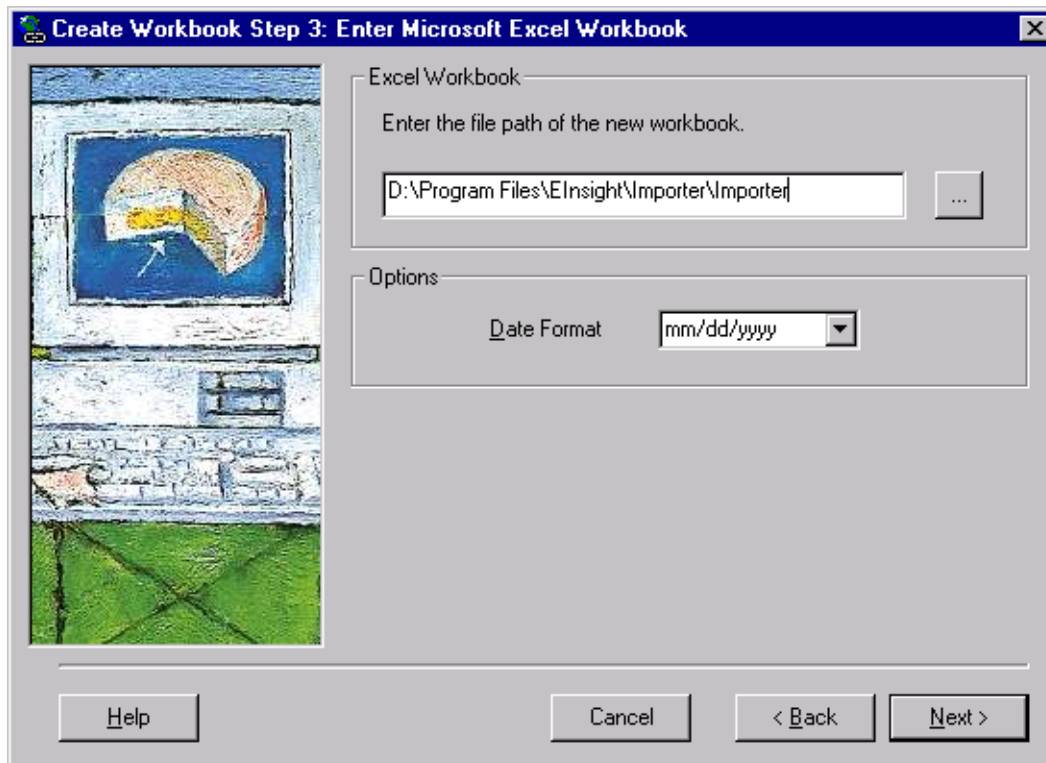 Create Workbook Step 3: Enter Microsoft Excel Workbook
Excel Workbook
Enter the file path of the new workbook.
D:\Program Files\EInsight\Importer\Importer
...
Options
Date Format
mm/dd/yyyy
Help
Cancel
< Back
Next >